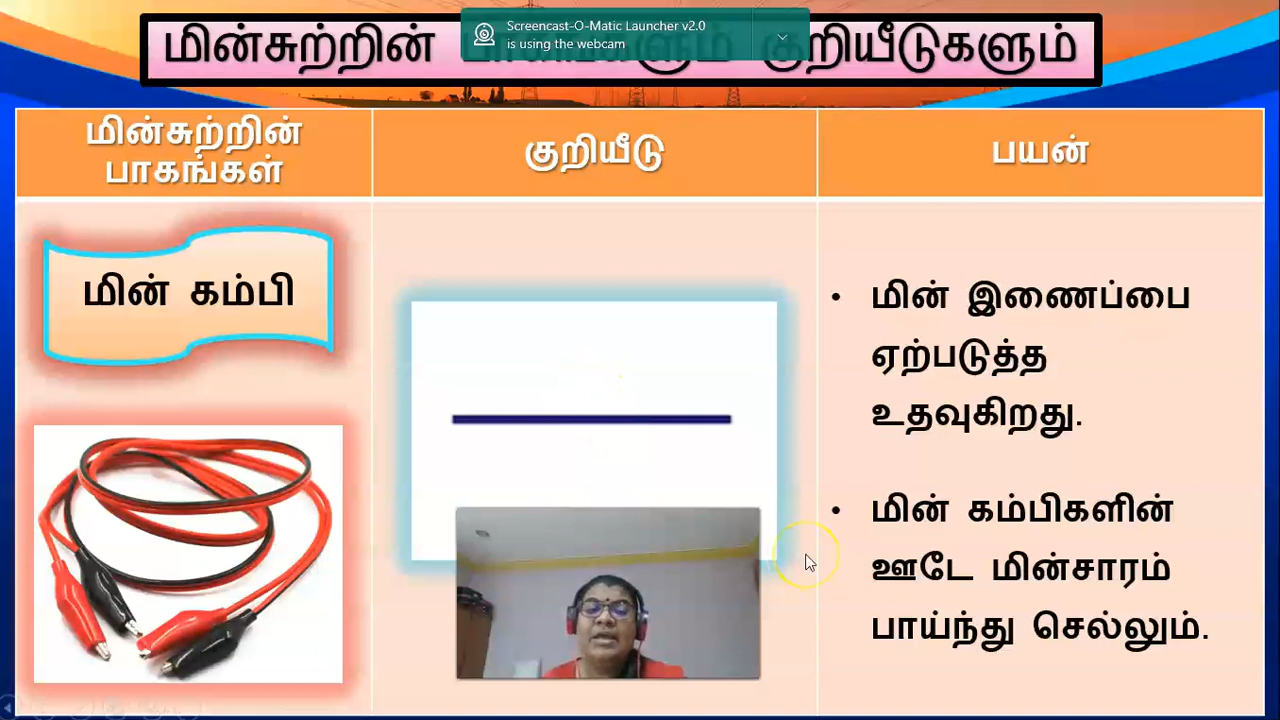 Screencast-O-Matic Launcher v2.0
is using the webcam
மின்சுற்றின் குறியீடுகளும்
மின்சுற்றின்
பாகங்கள்
குறியீடு
பயன்
மின் கம்பி
• மின் இணைப்பை
ஏற்படுத்த
உதவுகிறது.
• மின் கம்பிகளின்
ஊடே மின்சாரம்
பாய்ந்து செல்லும்.